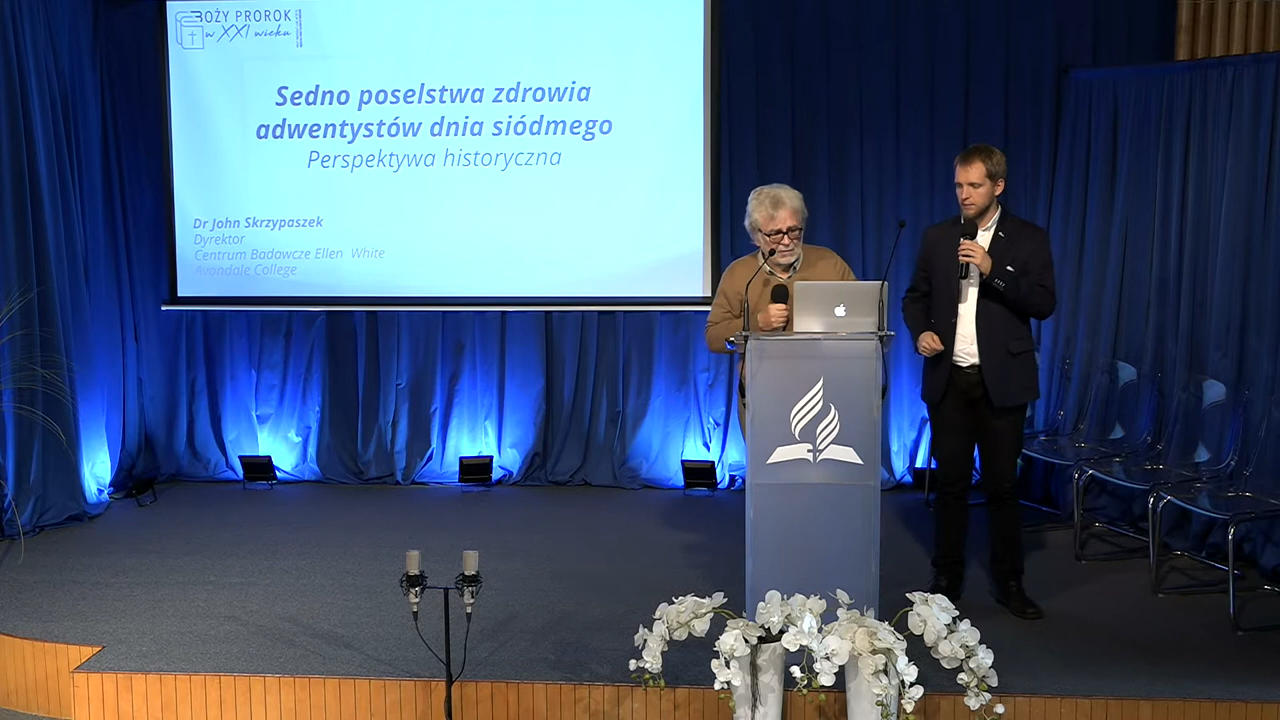 BOŻY PROROK
w XXI wieku
Sedno poselstwa zdrowia
adwentystów dnia siódmego
Perspektywa historyczna
Dr John Skrzypaszek
Dyrektor
Centrum Badawcze Ellen White
Avondale College